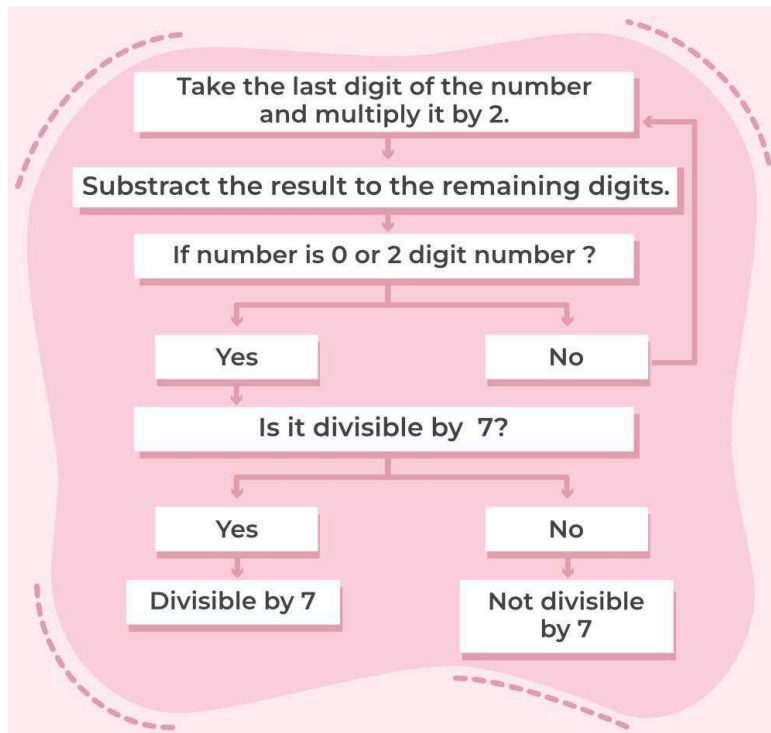 Take the last digit of the number
and multiply it by 2.
Substract the result to the remaining digits.
If number is 0 or 2 digit number ?
Yes
No
Is it divisible by 7?
Yes
No
Divisible by 7
Not divisible
by 7